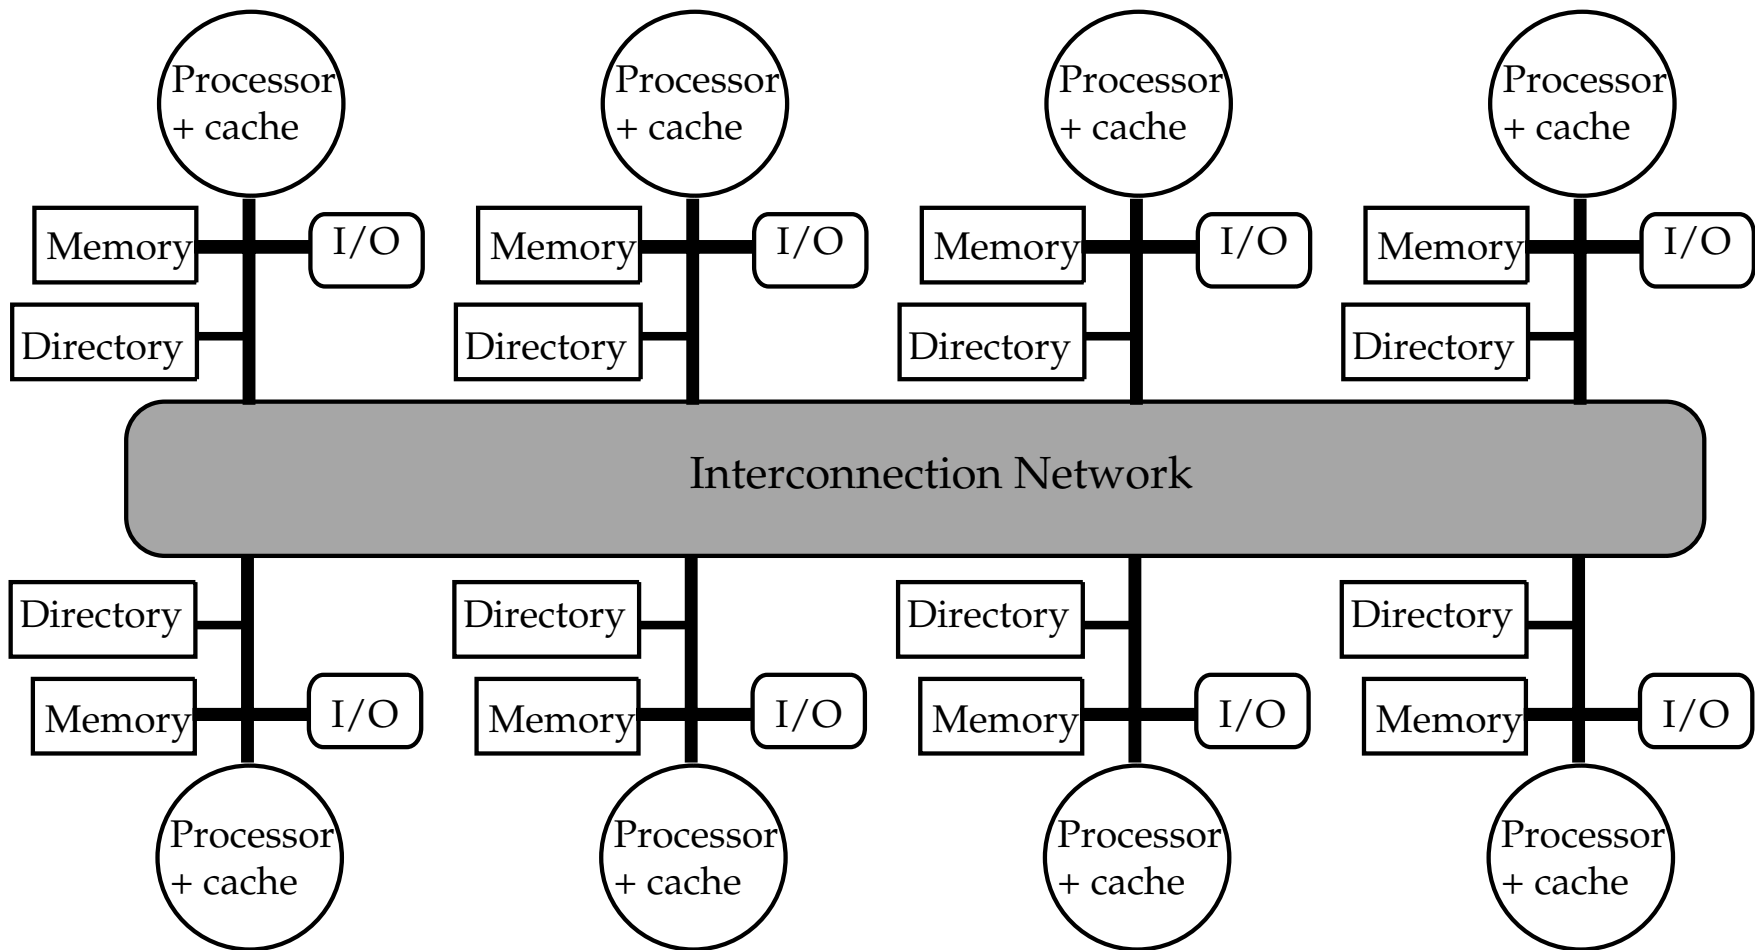 Processor
+ cache
Processor
+ cache
Processor
+ cache
Processor
+ cache
Memory
I/O
Memory
I/O
Memory
I/O
Memory
I/O
Directory
Directory
Directory
Directory
Interconnection Network
Directory
Directory
Directory
Directory
Memory
I/O
Memory
I/O
Memory
I/O
Memory
I/O
Processor
+ cache
Processor
+ cache
Processor
+ cache
Processor
+ cache